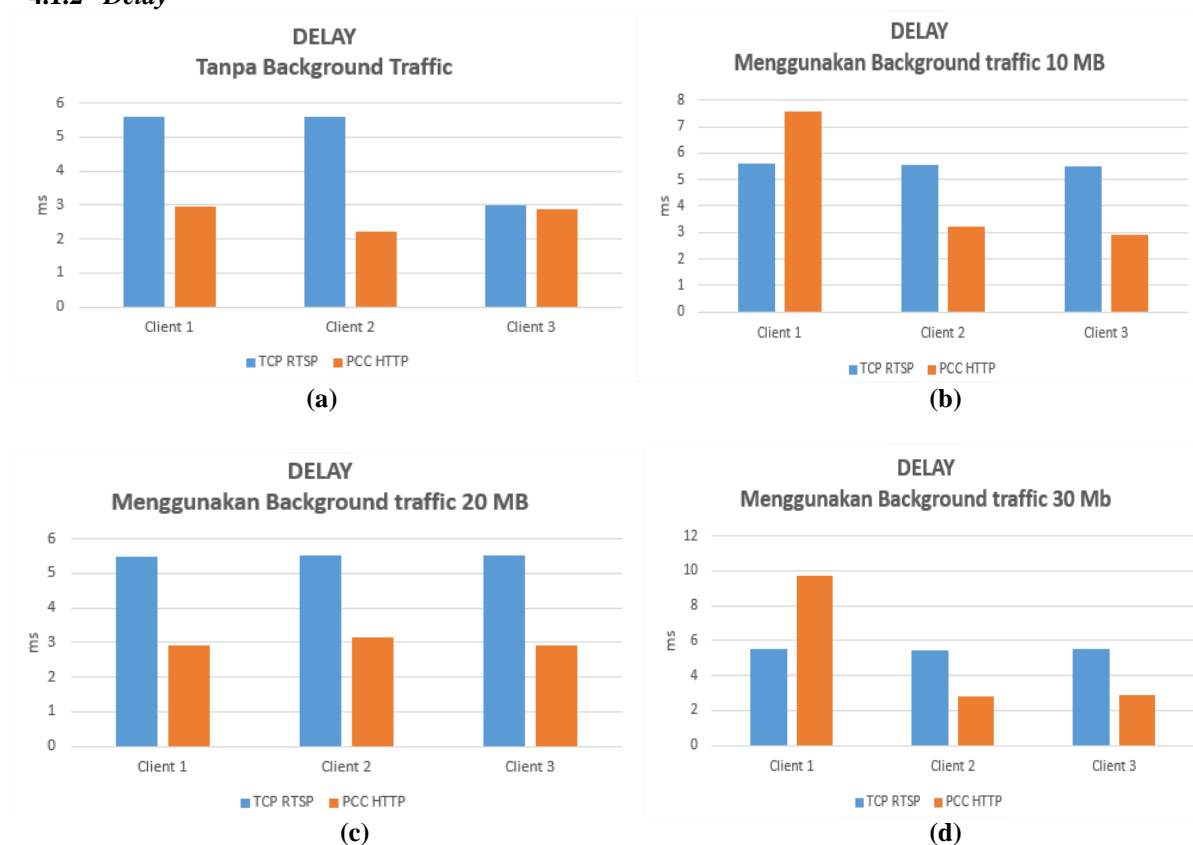 4.1.2 Delay
DELAY
Tanpa Background Traffic
6
5
4
3
2
1
0
ms
Client 1
Client 2
Client 3
TCP RTSP
PCC HTTP
(a)
DELAY
Menggunakan Background traffic 10 MB
8
7
6
5
4
3
2
1
0
ms
Client 1
Client 2
Client 3
TCP RTSP
PCC HTTP
(b)
DELAY
Menggunakan Background traffic 20 MB
6
5
4
3
2
1
0
ms
Client 1
Client 2
Client 3
TCP RTSP
PCC HTTP
(c)
DELAY
Menggunakan Background traffic 30 Mb
12
10
8
6
4
2
0
ms
Client 1
Client 2
Client 3
TCP RTSP
PCC HTTP
(d)